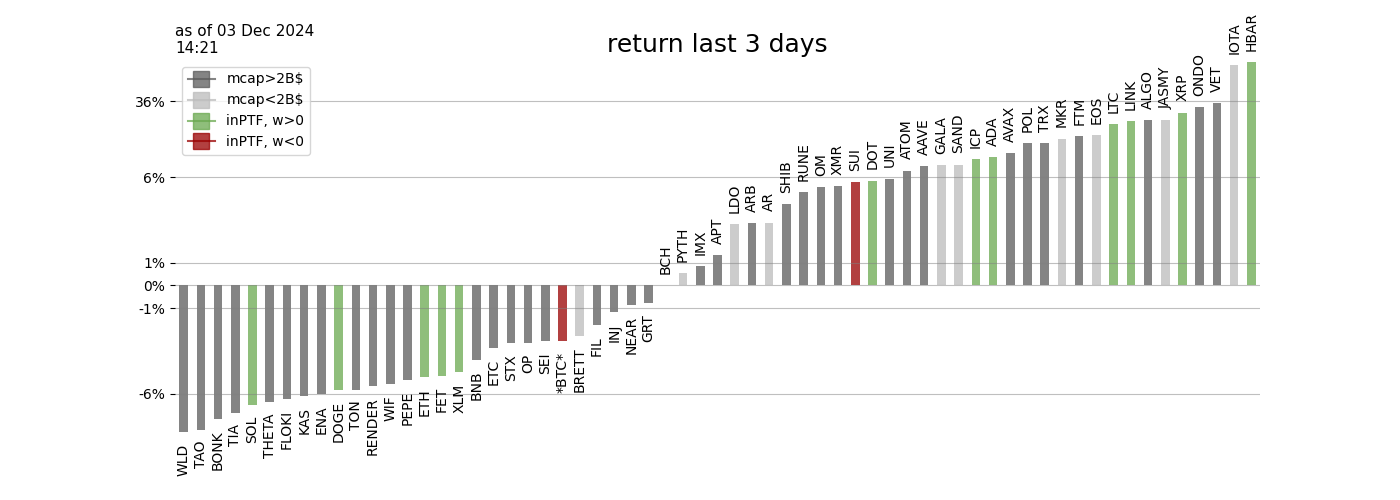 as of 03 Dec 2024
14:21
return last 3 days
mcap>2B$
mcap<2B$
inPTF, w>0
inPTF, w<0
36%
6%
1%
0%
-1%
-6%
WLD
TAO
BONK
TIA
SOL
THETA
FLOKI
KAS
ENA
DOGE
TON
RENDER
WIF
PEPE
ETH
FET
XLM
BNB
ETC
STX
OP
SEI
*BTC*
BRETT
FIL
INJ
NEAR
GRT
BCH
PYTH
IMX
APT
LDO
ARB
AR
SHIB
RUNE
OM
XMR
SUI
DOT
UNI
ATOM
AAVE
GALA
SAND
ICP
ADA
AVAX
POL
TRX
MKR
FTM
EOS
LTC
LINK
ALGO
JASMY
XRP
ONDO
VET
IOTA
HBAR